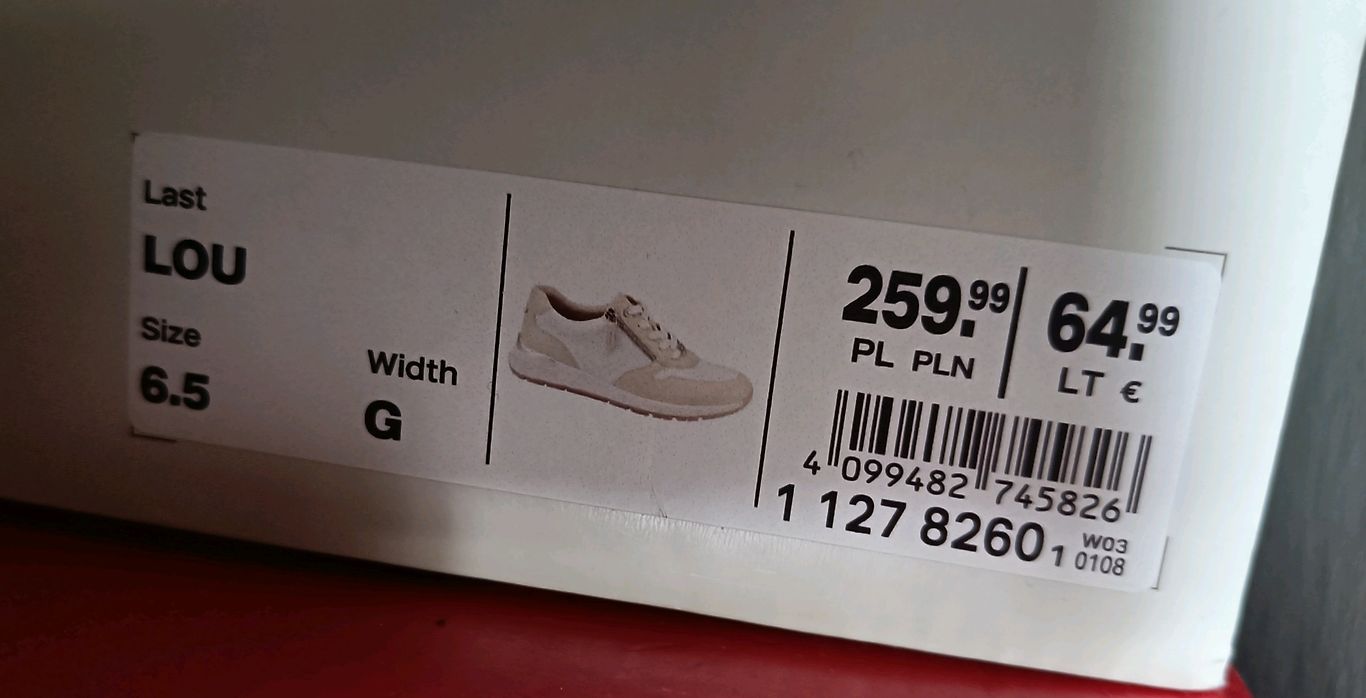 Last
LOU
Size
6.5
Width
G
259.99
PL PLN
64.99
LT €
4 099482 745826
1 127 8260 1
W03
0108